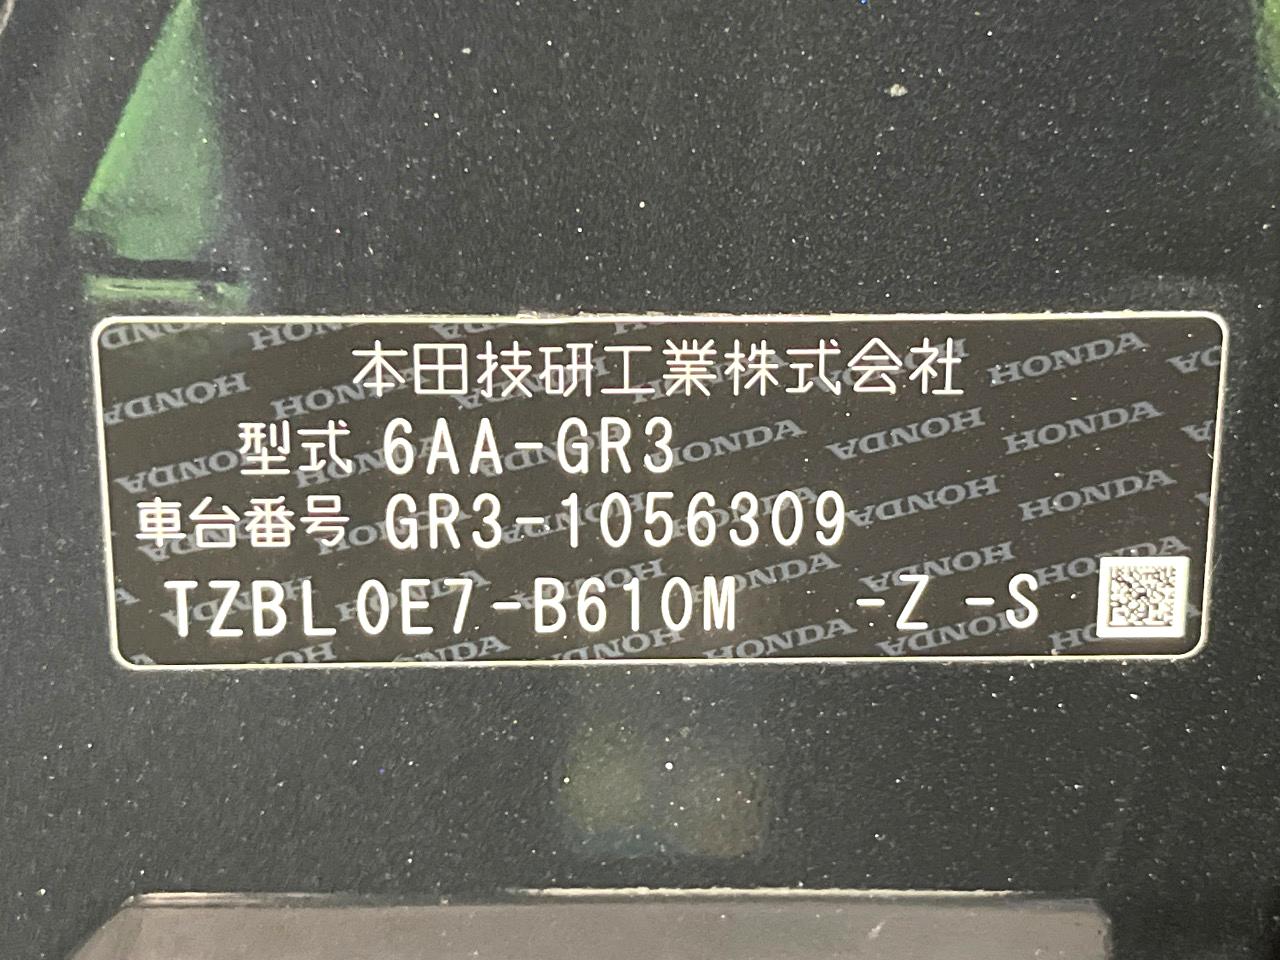 本田技研工業株式会社
型式 6AA-GR3
車台番号 GR3-1056309
TZBL0E7-B610M -Z -S